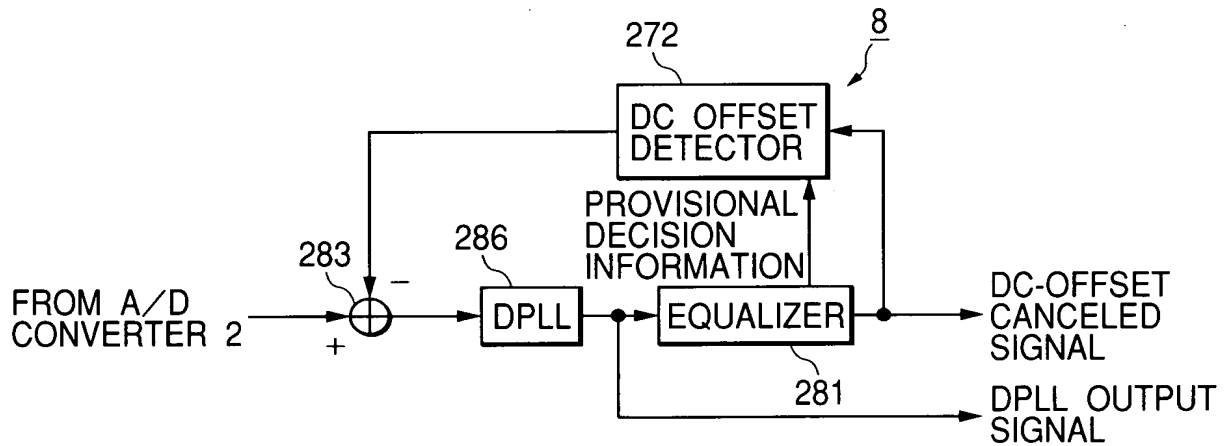 272
8
DC OFFSET
DETECTOR
PROVISIONAL
DECISION
INFORMATION
286
283
−
FROM A/D
CONVERTER 2
+
DPLL
EQUALIZER
281
DC-OFFSET
CANCELED
SIGNAL
DPLL OUTPUT
SIGNAL